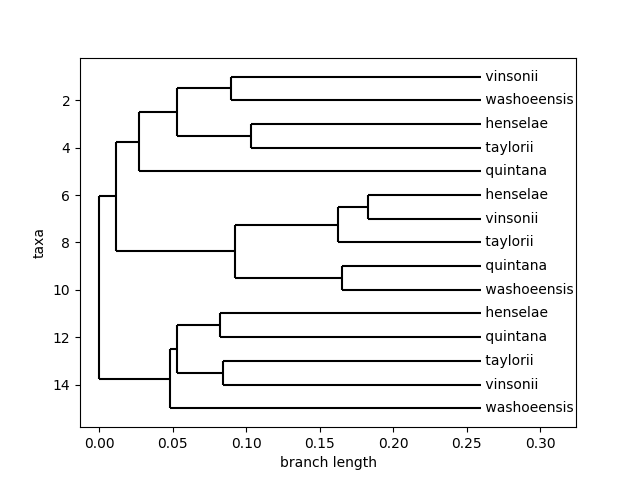 vinsonii
2 washoeensis
henselae
4 taylorii
quintana
6 henselae
vinsonii
8 taylorii
taxa
quintana
10 washoeensis
henselae
12 quintana
taylorii
14 vinsonii
washoeensis
0.00 0.05 0.10 0.15 0.20 0.25 0.30
branch length